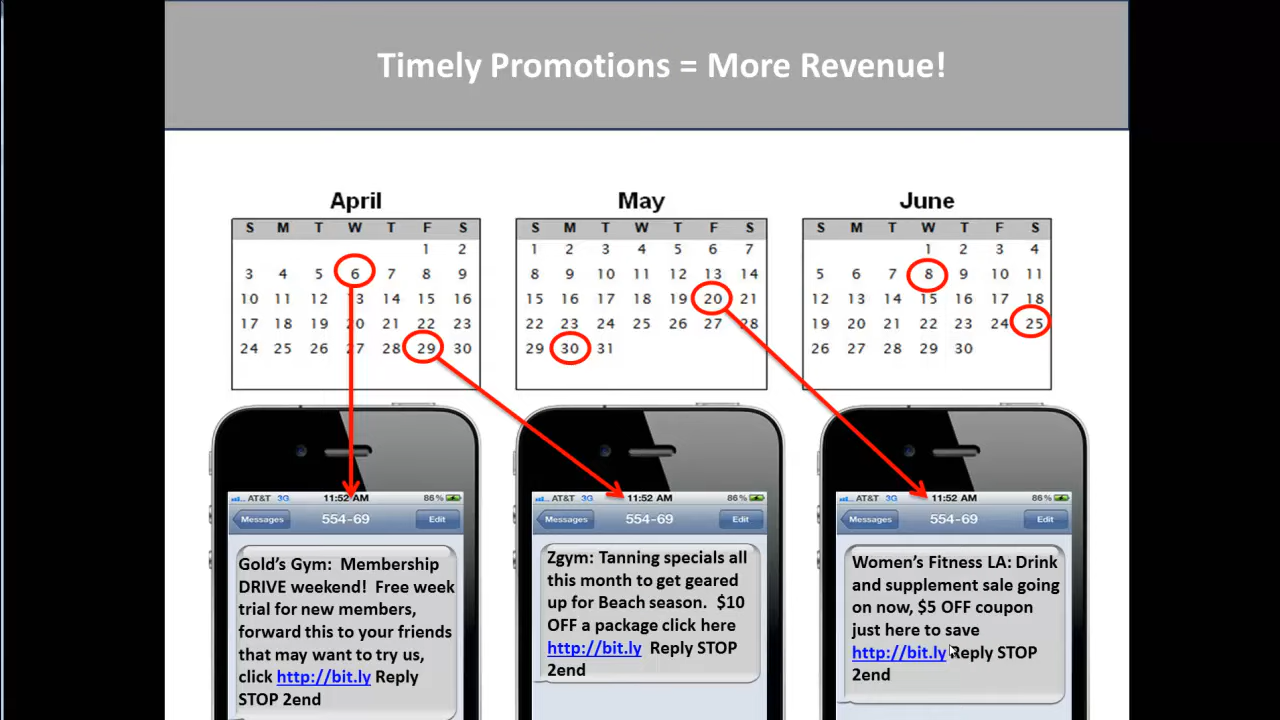 Timely Promotions = More Revenue!
April
S M T W T F S
1 2
3 4 5 6 7 8 9
10 11 12 13 14 15 16
17 18 19 20 21 22 23
24 25 26 27 28 29 30
May
S M T W T F S
1 2 3 4 5 6 7
8 9 10 11 12 13 14
15 16 17 18 19 20 21
22 23 24 25 26 27 28
29 30 31
June
S M T W T F S
1 2 3 4
5 6 7 8 9 10 11
12 13 14 15 16 17 18
19 20 21 22 23 24 25
26 27 28 29 30
AT&T 3G 11:52 AM 86%
Messages 554-69 Edit
Gold's Gym: Membership
DRIVE weekend! Free week
trial for new members,
forward this to your friends
that may want to try us,
click http://bit.ly Reply
STOP 2end
AT&T 3G 11:52 AM 86%
Messages 554-69 Edit
Zgym: Tanning specials all
this month to get geared
up for Beach season. $10
OFF a package click here
http://bit.ly Reply STOP
2end
AT&T 3G 11:52 AM 86%
Messages 554-69 Edit
Women's Fitness LA: Drink
and supplement sale going
on now, $5 OFF coupon
just here to save
http://bit.ly Reply STOP
2end